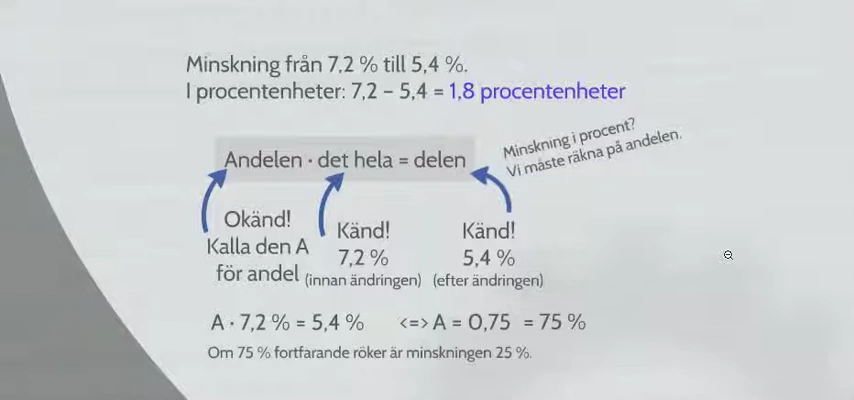 Minskning från 7,2 % till 5,4 %.
I procentenheter: 7,2 – 5,4 = 1,8 procentenheter
Minskning i procent?
Vi måste räkna på andelen.
Andelen · det hela = delen
Okänd!
Kalla den A
för andel
Känd!
7,2 %
(innan ändringen)
Känd!
5,4 %
(efter ändringen)
A · 7,2 % = 5,4 % <=> A = 0,75 = 75 %
Om 75 % fortfarande röker är minskningen 25 %.